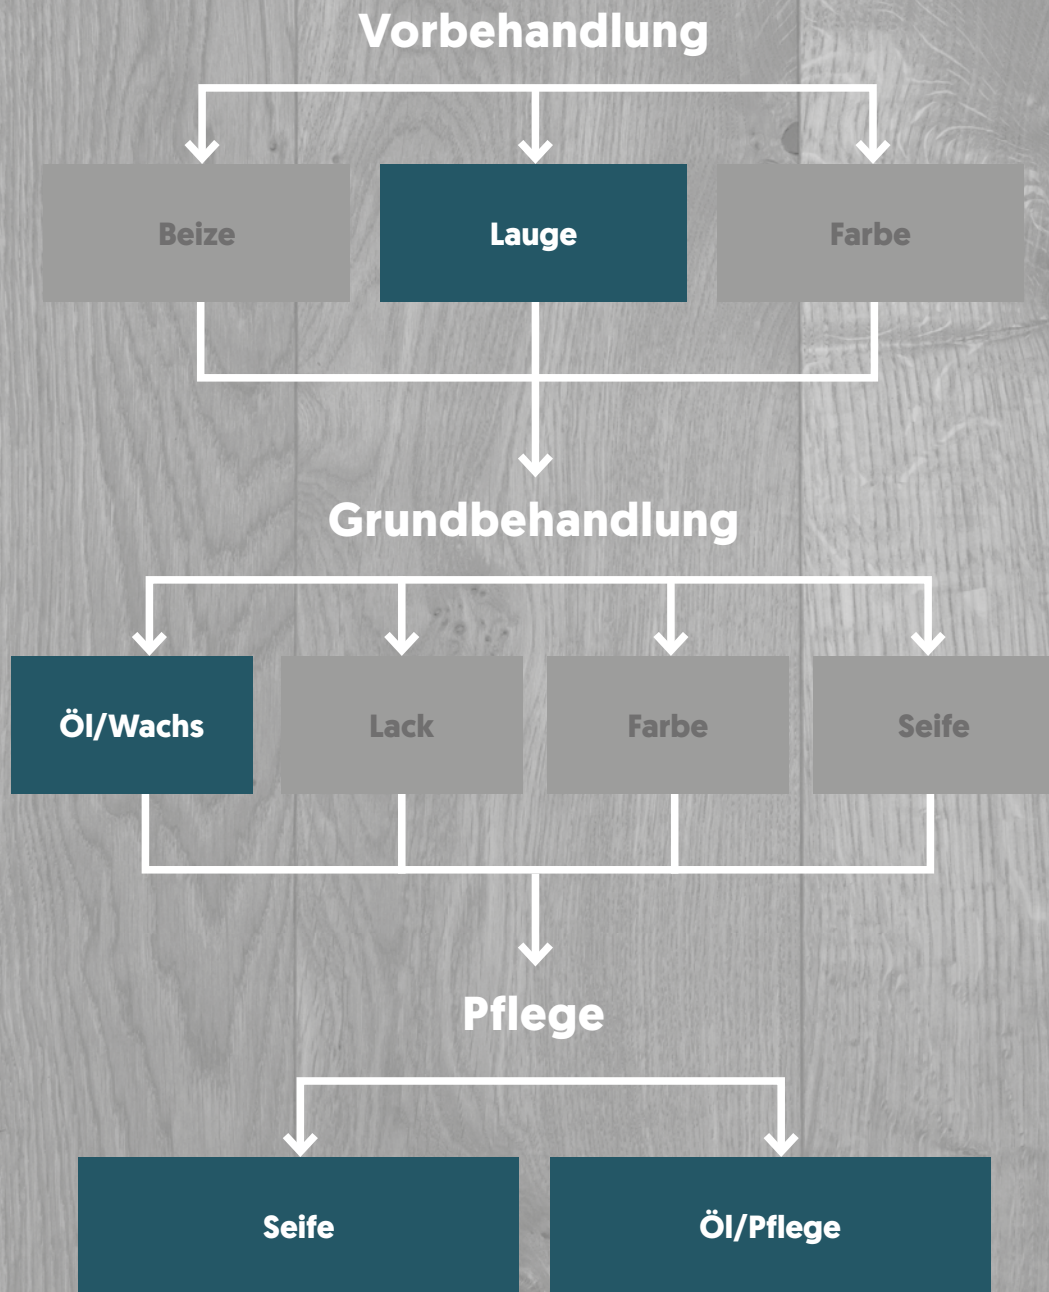 Vorbehandlung
Beize
Lauge
Farbe
Grundbehandlung
Öl/Wachs
Lack
Farbe
Seife
Pflege
Seife
Öl/Pflege